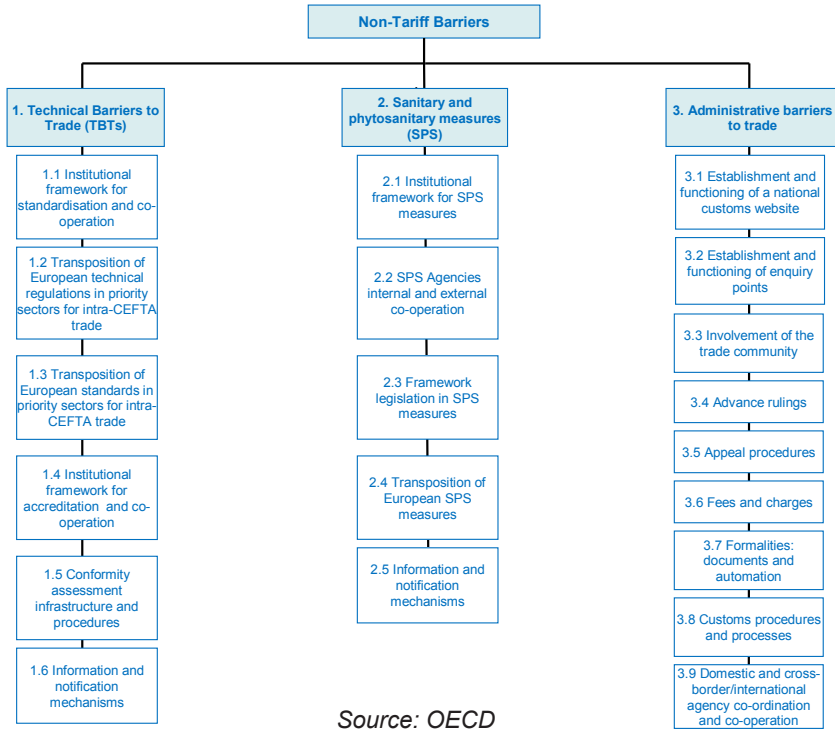 Non-Tariff Barriers
1. Technical Barriers to
Trade (TBTs)
1.1 Institutional
framework for
standardisation and co-
operation
1.2 Transposition of
European technical
regulations in priority
sectors for intra-CEFTA
trade
1.3 Transposition of
European standards in
priority sectors for intra-
CEFTA trade
1.4 Institutional
framework for
accreditation and co-
operation
1.5 Conformity
assessment
infrastructure and
procedures
1.6 Information and
notification
mechanisms
2. Sanitary and
phytosanitary measures
(SPS)
2.1 Institutional
framework for SPS
measures
2.2 SPS Agencies
internal and external
co-operation
2.3 Framework
legislation in SPS
measures
2.4 Transposition of
European SPS
measures
2.5 Information and
notification
mechanisms
3. Administrative barriers
to trade
3.1 Establishment and
functioning of a national
customs website
3.2 Establishment and
functioning of enquiry
points
3.3 Involvement of the
trade community
3.4 Advance rulings
3.5 Appeal procedures
3.6 Fees and charges
3.7 Formalities:
documents and
automation
3.8 Customs procedures
and processes
3.9 Domestic and cross-
border/international
agency co-ordination
and co-operation
Source: OECD